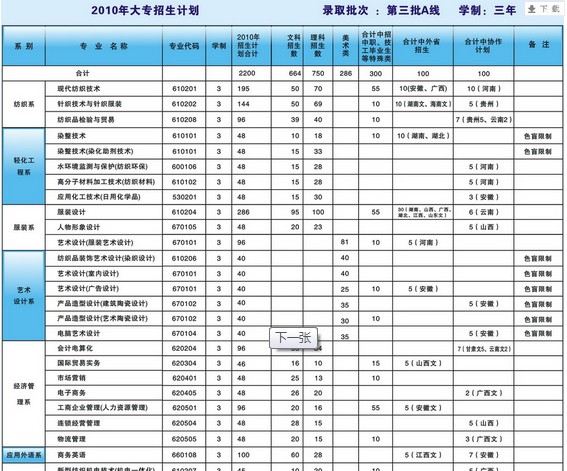 2010年大专招生计划 录取批次：第三批A线 学制：三年 下载
系别 专业名称 专业代码 学制 2010年招生计划合计 文科招生数 理科招生数 美术类 合计中招中职、技工毕业生等特殊类 合计中外省招生 合计中协作计划 备注
合计 2200 664 750 286 300 100 100
纺织系
现代纺织技术 610201 3 195 50 70 55 10(安徽、广西) 10（河南）
针织技术与针织服装 610202 3 144 50 69 10 10（湖南文、海南文） 5（贵州）
纺织品检验与贸易 610208 3 96 39 40 10 7（贵州5、云南2）
轻化工程系
染整技术 610101 3 48 10 18 10 10（湖南、湖北） 色盲限制
染整技术(染化助剂技术) 610101 3 48 15 33 色盲限制
水环境监测与保护(纺织环保) 600106 3 48 15 28 5（河南）
高分子材料加工技术(纺织材料) 610102 3 48 15 28 5（河南）
应用化工技术(日用化学品) 530201 3 48 15 30 3（安徽）
服装系
服装设计 610204 3 286 95 100 55 30（湖南、山西、广西、湖北、江西、山东文） 6（云南）
人物形象设计 670105 3 48 20 23 5（山西）
艺术设计(服装艺术设计) 670101 3 96 81 10 5（河南）
艺术设计系
纺织品装饰艺术设计(染织设计) 610206 3 40 40 色盲限制
艺术设计(室内设计) 670101 3 40 40 色盲限制
艺术设计(广告设计) 670101 3 40 25 10 5（安徽） 色盲限制
产品造型设计(建筑陶瓷设计) 670102 3 40 35 5（安徽） 色盲限制
产品造型设计(艺术陶瓷设计) 670102 3 40 30 10 色盲限制
电脑艺术设计 670104 3 40 35 5（安徽） 色盲限制
下一张
经济管理系
会计电算化 620204 3 96 7（甘肃文5、云南文2）
国际贸易实务 620304 3 46 16 10 15 5（山西文）
市场营销 620401 3 48 25 13 10
电子商务 620405 3 48 26 20 2（广西文）
工商企业管理(人力资源管理) 620501 3 96 20 16 55 5（安徽文）
连锁经营管理 620504 3 48 28 15 5（山西）
物流管理 620505 3 48 15 20 10 3（广西文）
应用外语系
商务英语 660108 3 100 60 28 5（江西文） 7（安徽）